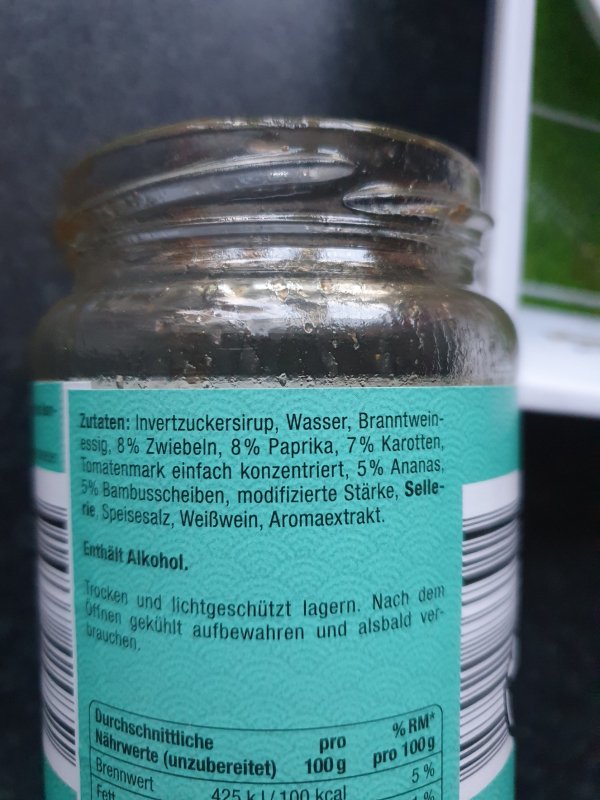 Zutaten: Invertzuckersirup, Wasser, Branntwein-
essig, 8% Zwiebeln, 8% Paprika, 7% Karotten,
Tomatenmark einfach konzentriert, 5% Ananas,
5% Bambusscheiben, modifizierte Stärke, Selle-
rie, Speisesalz, Weißwein, Aromaextrakt.
Enthält Alkohol.
Trocken und lichtgeschützt lagern. Nach dem
Öffnen gekühlt aufbewahren und alsbald ver-
brauchen.
Durchschnittliche
Nährwerte (unzubereitet) pro 100 g % RM* pro 100 g
Brennwert 425 kJ/100 kcal 5 %
Fett